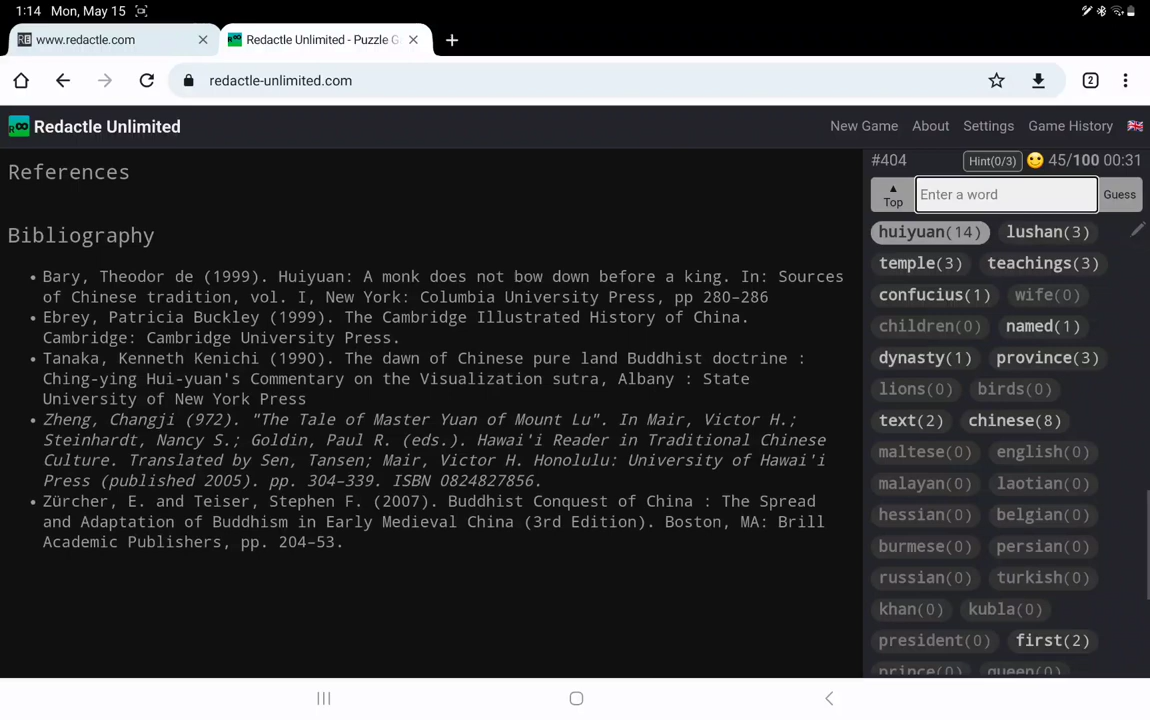 1:14 Mon, May 15
www.redactle.com
Redactle Unlimited - Puzzle G
redactle-unlimited.com
2
Redactle Unlimited
New Game About Settings Game History
References
Bibliography
• Bary, Theodor de (1999). Huiyuan: A monk does not bow down before a king. In: Sources
of Chinese tradition, vol. I, New York: Columbia University Press, pp 280–286
• Ebrey, Patricia Buckley (1999). The Cambridge Illustrated History of China.
Cambridge: Cambridge University Press.
• Tanaka, Kenneth Kenichi (1990). The dawn of Chinese pure land Buddhist doctrine :
Ching-ying Hui-yuan's Commentary on the Visualization sutra, Albany : State
University of New York Press
• Zheng, Changji (972). "The Tale of Master Yuan of Mount Lu". In Mair, Victor H.;
Steinhardt, Nancy S.; Goldin, Paul R. (eds.). Hawai'i Reader in Traditional Chinese
Culture. Translated by Sen, Tansen; Mair, Victor H. Honolulu: University of Hawai'i
Press (published 2005). pp. 304–339. ISBN 0824827856.
• Zürcher, E. and Teiser, Stephen F. (2007). Buddhist Conquest of China : The Spread
and Adaptation of Buddhism in Early Medieval China (3rd Edition). Boston, MA: Brill
Academic Publishers, pp. 204–53.
#404 Hint(0/3) 45/100 00:31
Top Enter a word Guess
huiyuan(14) lushan(3)
temple(3) teachings(3)
confucius(1) wife(0)
children(0) named(1)
dynasty(1) province(3)
lions(0) birds(0)
text(2) chinese(8)
maltese(0) english(0)
malayan(0) laotian(0)
hessian(0) belgian(0)
burmese(0) persian(0)
russian(0) turkish(0)
khan(0) kubla(0)
president(0) first(2)
prince(0) queen(0)